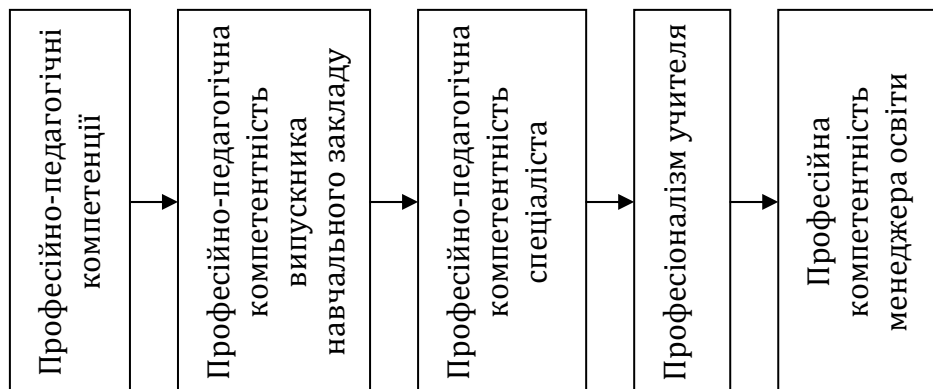 Професійно-педагогічні
компетенції
Професійно-педагогічна
компетентність
випускника
навчального закладу
Професійно-педагогічна
компетентність
спеціаліста
Професіоналізм учителя
Професійна
компетентність
менеджера освіти